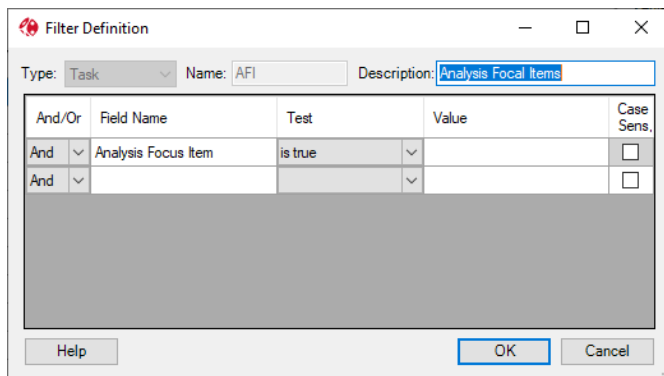 Filter Definition
Type: Task Name: AFI Description: Analysis Focal Items
And/Or Field Name Test Value Case Sens.
And Analysis Focus Item is true
And
Help OK Cancel